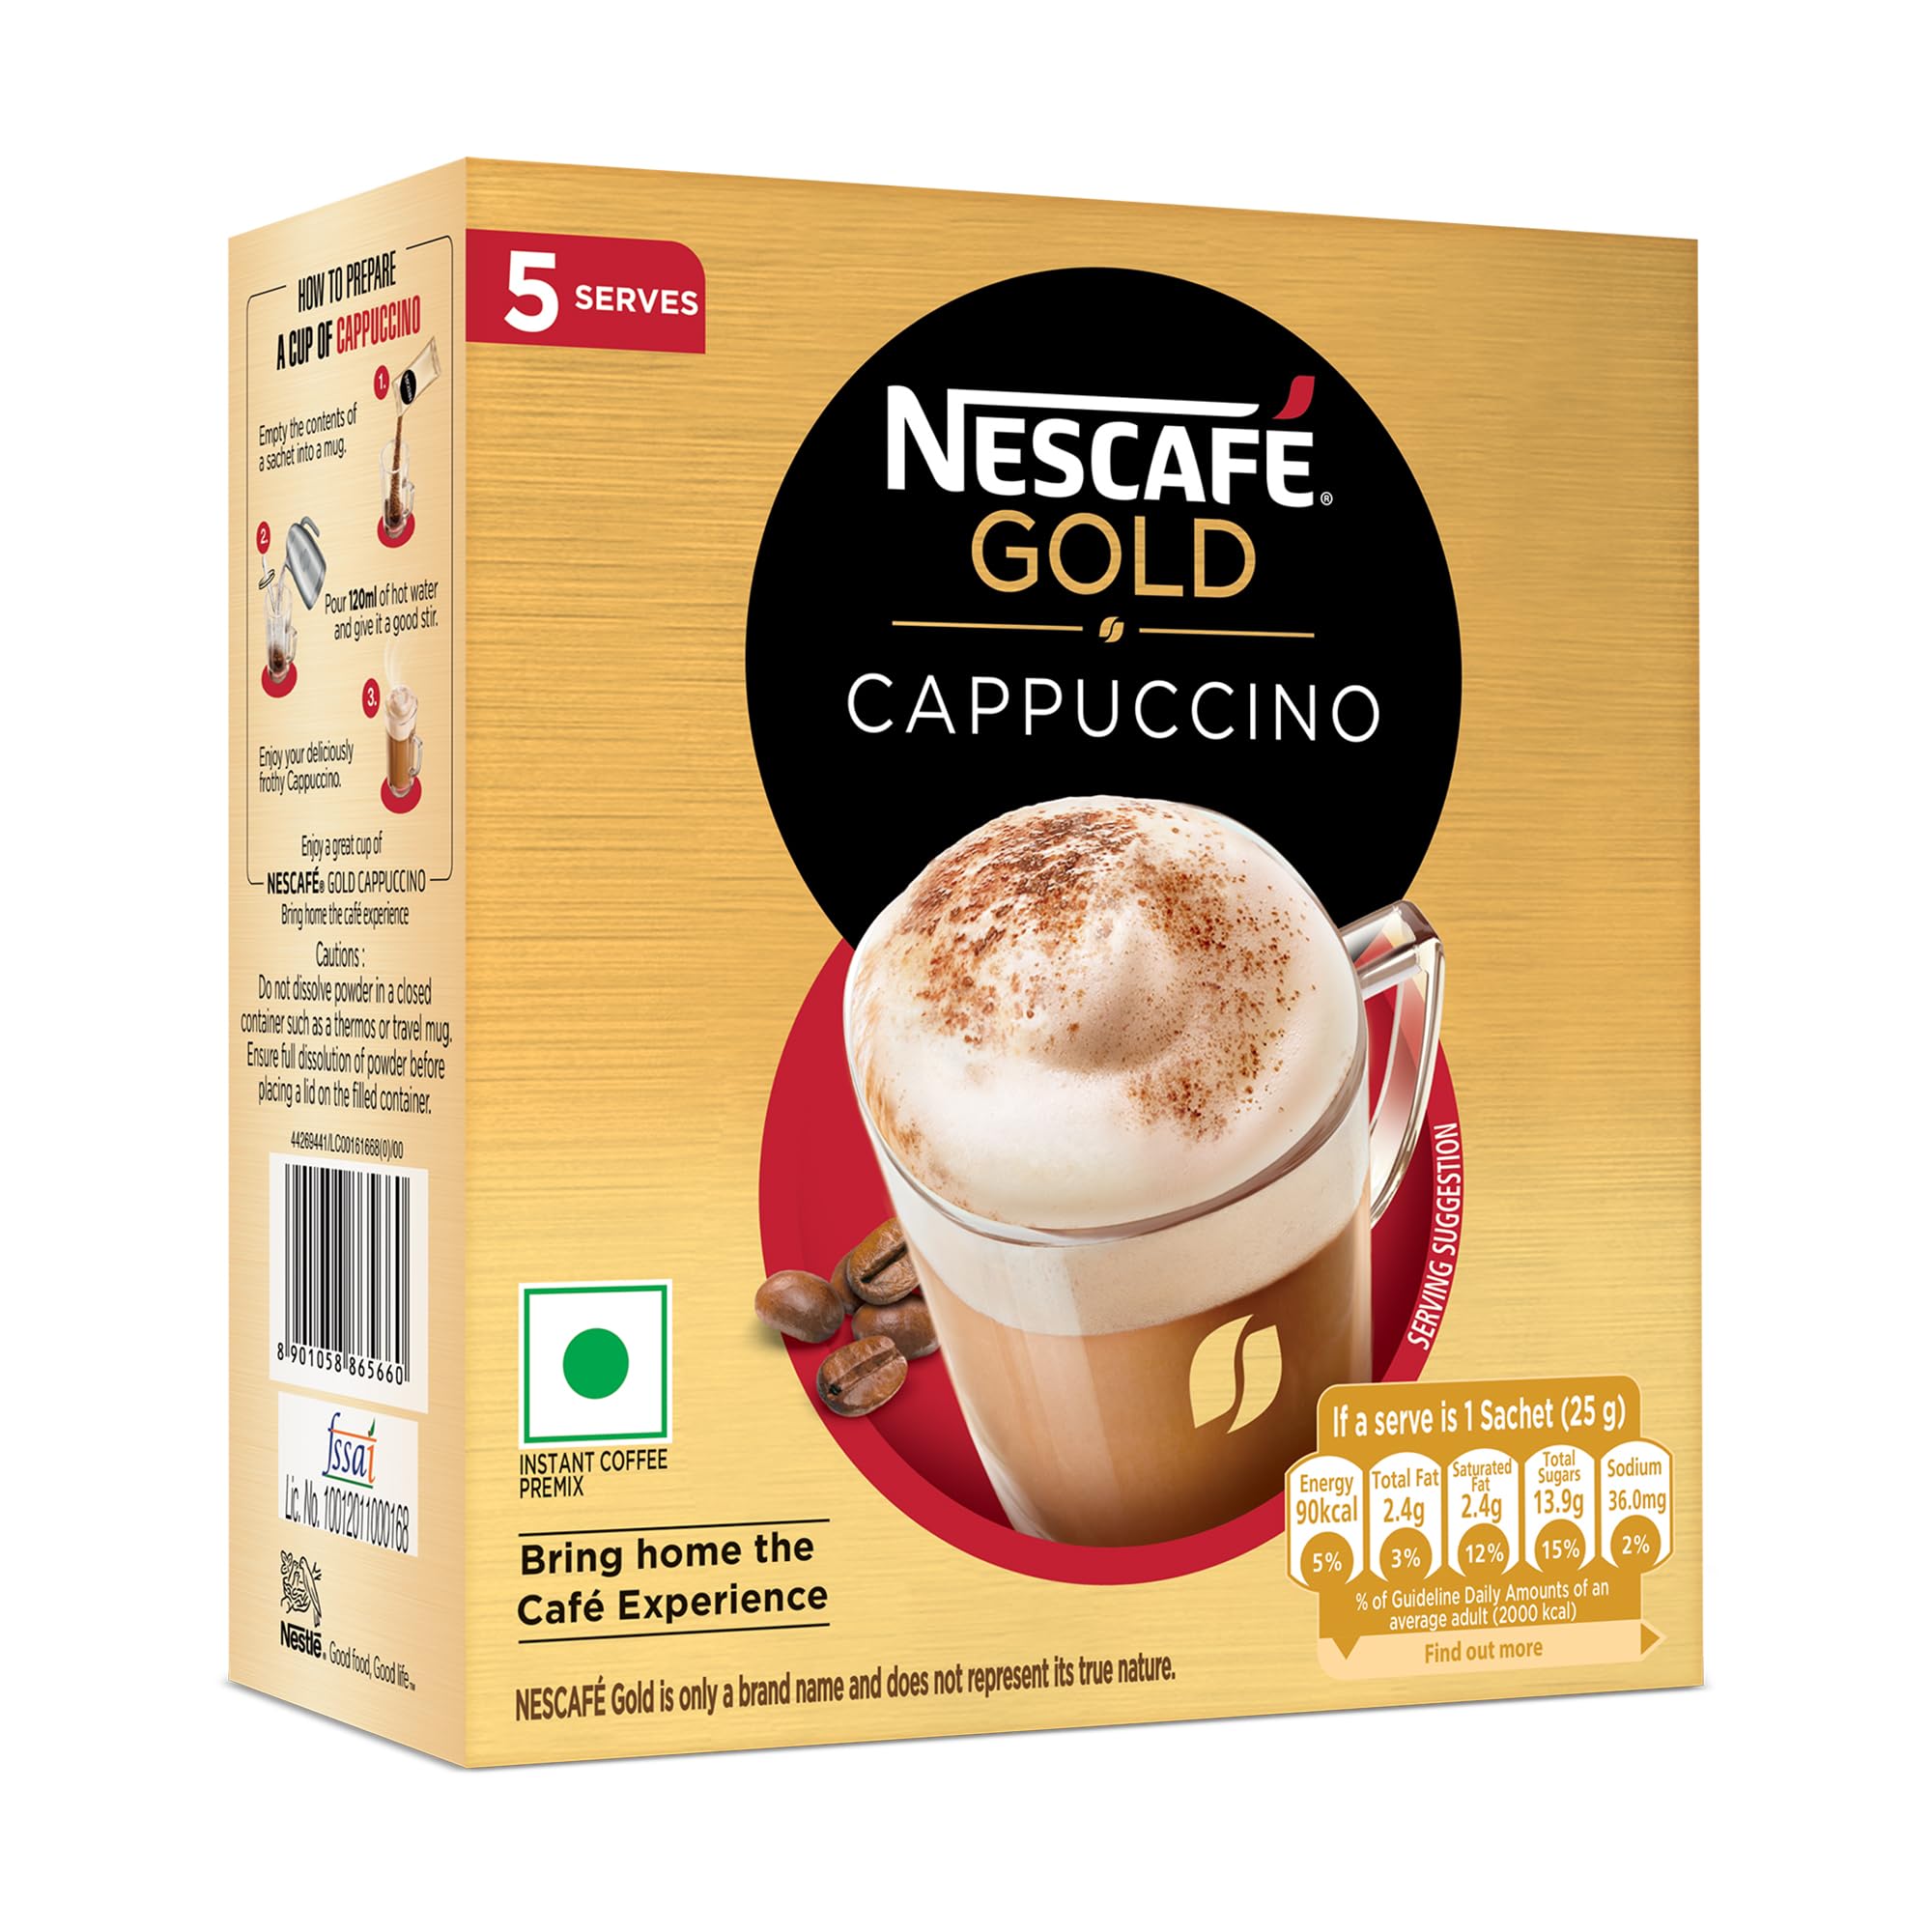 HOW TO PREPARE
A CUP OF CAPPUCCINO
1.
Empty the contents of
a sachet into a mug.
2.
Pour 120ml of hot water
and give it a good stir.
3.
Enjoy your deliciously
frothy Cappuccino.
Enjoy a great cup of
NESCAFÉ® GOLD CAPPUCCINO
Bring home the café experience
Cautions :
Do not dissolve powder in a closed
container such as a thermos or travel mug.
Ensure full dissolution of powder before
placing a lid on the filled container.
44269441/LC00161668(0)/00
8 901058 865660
fssai
Lic. No. 10012011000168
Nestlé® Good food, Good life™
5 SERVES
NESCAFÉ®
GOLD
CAPPUCCINO
SERVING SUGGESTION
INSTANT COFFEE
PREMIX
Bring home the
Café Experience
NESCAFÉ Gold is only a brand name and does not represent its true nature.
If a serve is 1 Sachet (25 g)
Energy 90kcal 5%
Total Fat 2.4g 3%
Saturated Fat 2.4g 12%
Total Sugars 13.9g 15%
Sodium 36.0mg 2%
% of Guideline Daily Amounts of an
average adult (2000 kcal)
Find out more